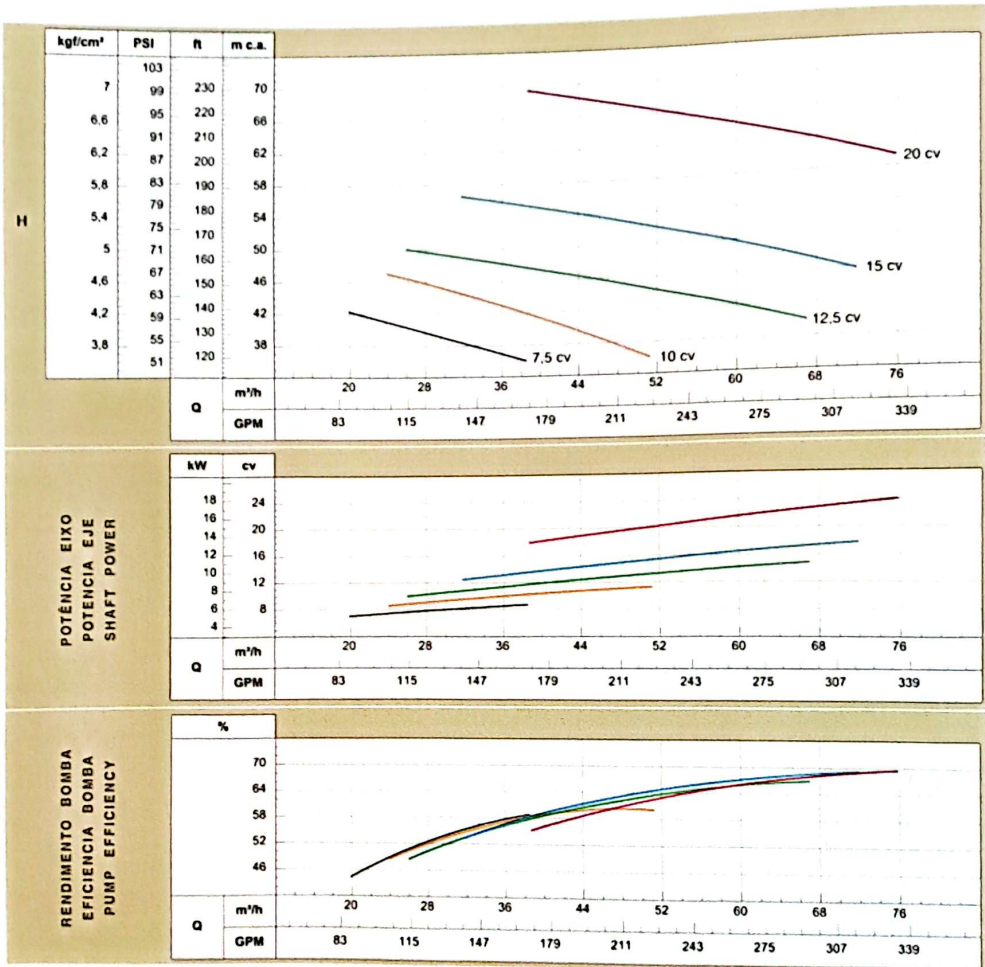 kgf/cm² PSI ft m c.a.
103
7 99 230 70
6,6 95 220 66
91 210
6,2 87 200 62
5,8 83 190 58
79 180
5,4 75 170 54
5 71 160 50
4,6 67 150 46
63 140
4,2 59 130 42
55
3,8 51 120 38
H
20 cv
15 cv
12,5 cv
10 cv
7,5 cv
Q
m³/h 20 28 36 44 52 60 68 76
GPM 83 115 147 179 211 243 275 307 339
POTÊNCIA EIXO
POTENCIA EJE
SHAFT POWER
kW cv
18 24
16
14 20
12 16
10
8 12
6 8
4
Q
m³/h 20 28 36 44 52 60 68 76
GPM 83 115 147 179 211 243 275 307 339
RENDIMENTO BOMBA
EFICIENCIA BOMBA
PUMP EFFICIENCY
%
70
64
58
52
46
Q
m³/h 20 28 36 44 52 60 68 76
GPM 83 115 147 179 211 243 275 307 339